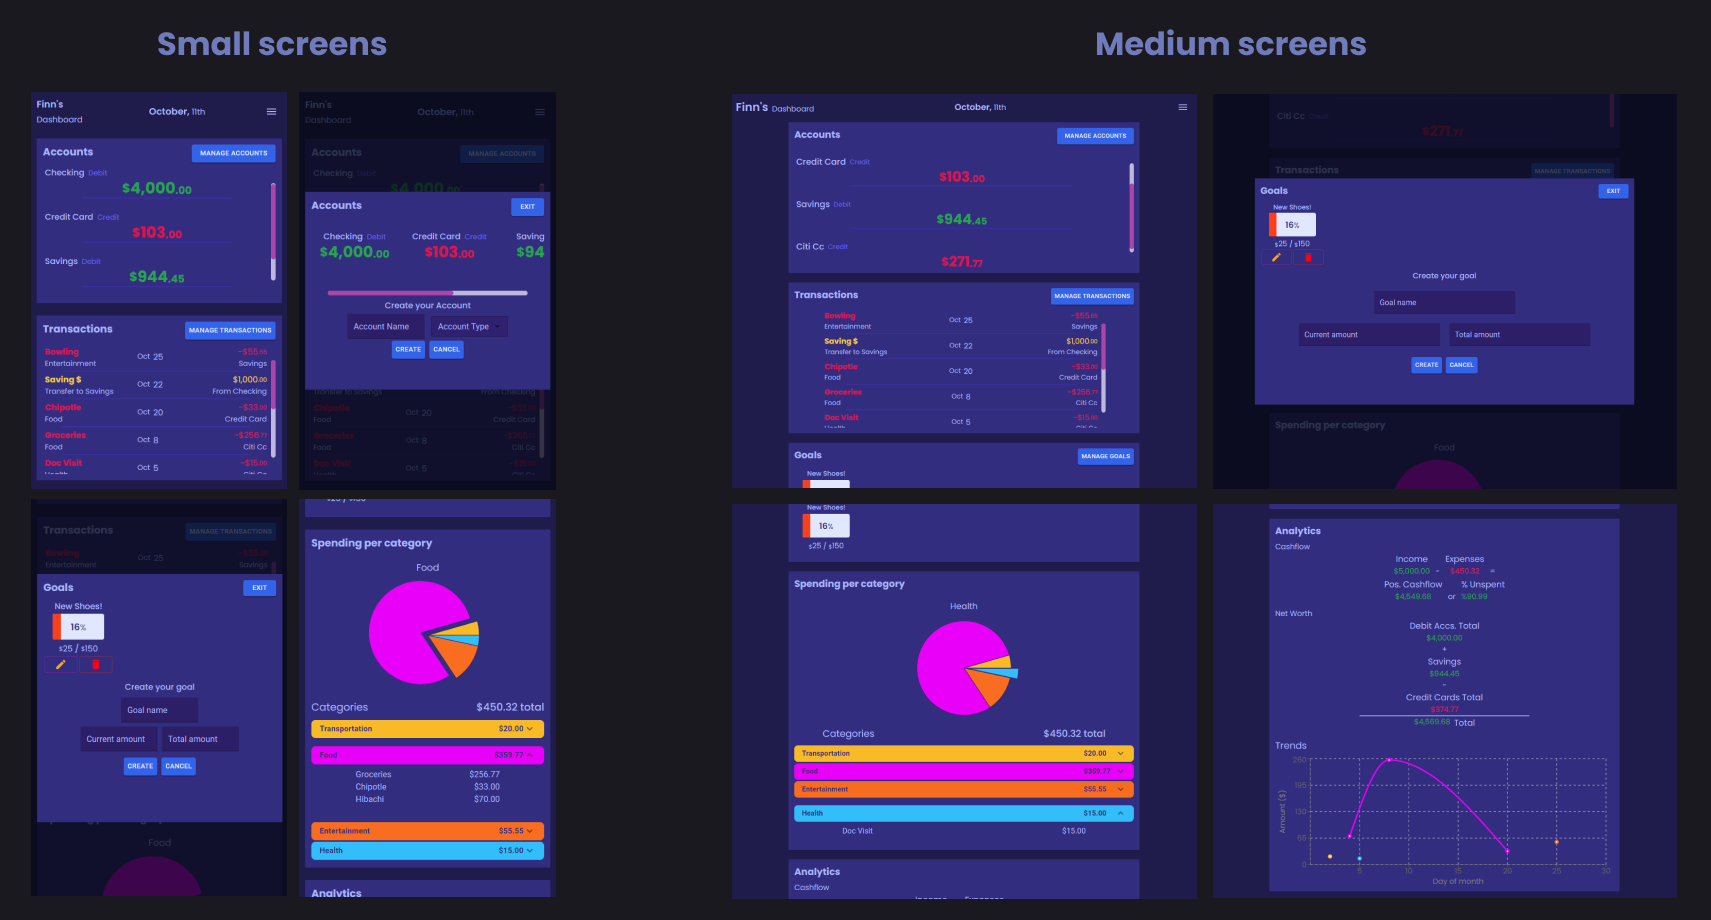 Small screens
Medium screens
Finn's
Dashboard
October, 11th
Accounts
MANAGE ACCOUNTS
Checking Debit
$4,000.00
Credit Card Credit
$103.00
Savings Debit
$944.45
Transactions
MANAGE TRANSACTIONS
Bowling Oct 25 -$55.55
Entertainment Savings
Saving $ Oct 22 $1,000.00
Transfer to Savings From Checking
Chipotle Oct 20 -$33.00
Food Credit Card
Groceries Oct 8 -$256.77
Food Citi Cc
Doc Visit Oct 5 -$15.00
Health Citi Cc
Finn's
Dashboard
October, 11th
Accounts
MANAGE ACCOUNTS
Checking Debit
$4,000.00
Accounts
EXIT
Checking Debit Credit Card Credit Saving
$4,000.00 $103.00 $94
Create your Account
Account Name Account Type
CREATE CANCEL
Transfer to Savings From Checking
Chipotle Oct 20 -$33.00
Food Credit Card
Groceries Oct 8 -$256.77
Food Citi Cc
Doc Visit Oct 5 -$15.00
Health Citi Cc
Transactions
MANAGE TRANSACTIONS
Bowling Oct 25 -$55.55
Entertainment Savings
Goals
EXIT
New Shoes!
16%
$25 / $150
Create your goal
Goal name
Current amount Total amount
CREATE CANCEL
Food
$25 / $150
Spending per category
Food
Categories $450.32 total
Transportation $20.00
Food $359.77
Groceries $256.77
Chipotle $33.00
Hibachi $70.00
Entertainment $55.55
Health $15.00
Analytics
Finn's Dashboard
October, 11th
Accounts
MANAGE ACCOUNTS
Credit Card Credit
$103.00
Savings Debit
$944.45
Citi Cc Credit
$271.77
Transactions
MANAGE TRANSACTIONS
Bowling Oct 25 -$55.55
Entertainment Savings
Saving $ Oct 22 $1,000.00
Transfer to Savings From Checking
Chipotle Oct 20 -$33.00
Food Credit Card
Groceries Oct 8 -$256.77
Food Citi Cc
Doc Visit Oct 5 -$15.00
Health Citi Cc
Goals
MANAGE GOALS
New Shoes!
Citi Cc Credit
$271.77
Transactions
MANAGE TRANSACTIONS
Goals
EXIT
New Shoes!
16%
$25 / $150
Create your goal
Goal name
Current amount Total amount
CREATE CANCEL
Spending per category
Food
New Shoes!
16%
$25 / $150
Spending per category
Health
Categories $450.32 total
Transportation $20.00
Food $359.77
Entertainment $55.55
Health $15.00
Doc Visit $15.00
Analytics
Cashflow
Income Expenses
Analytics
Cashflow
Income Expenses
$5,000.00 - $450.32 =
Pos. Cashflow % Unspent
$4,549.68 or %90.99
Net Worth
Debit Accs. Total
$4,000.00
+
Savings
$944.45
-
Credit Cards Total
$374.77
$4,569.68 Total
Trends
260
195
130
65
0
Amount ($)
5 10 15 20 25 30
Day of month